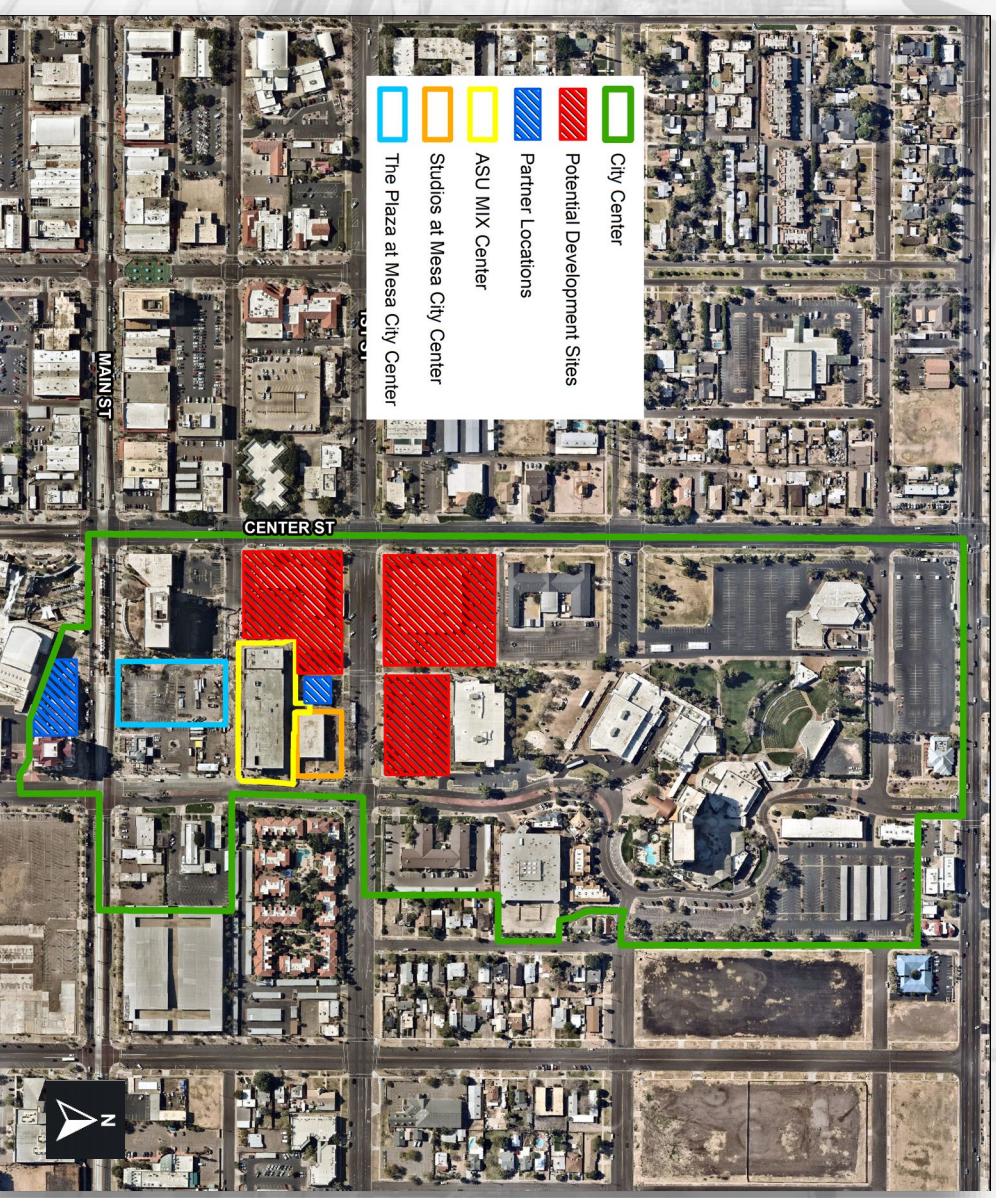 City Center
Potential Development Sites
Partner Locations
ASU MIX Center
Studios at Mesa City Center
The Plaza at Mesa City Center
MAIN ST
CENTER ST
N